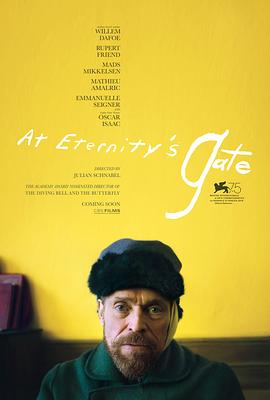 WILLEM
DAFOE
RUPERT
FRIEND
MADS
MIKKELSEN
MATHIEU
AMALRIC
EMMANUELLE
SEIGNER
OSCAR
ISAAC
At Eternity's gate
DIRECTED BY
JULIAN SCHNABEL
THE ACADEMY AWARD NOMINATED DIRECTOR OF
THE DIVING BELL AND THE BUTTERFLY
COMING SOON
CBS FILMS
75